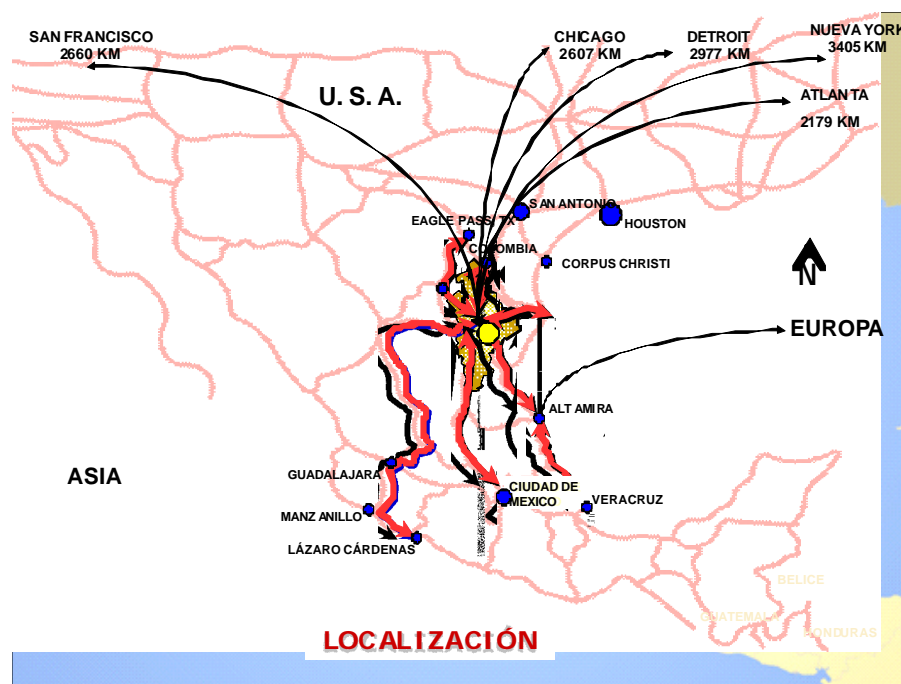 SAN FRANCISCO
2660 KM
CHICAGO
2607 KM
DETROIT
2977 KM
NUEVA YORK
3405 KM
U. S. A.
ATLANTA
2179 KM
SAN ANTONIO
EAGLE PASS, TX
HOUSTON
COLOMBIA
CORPUS CHRISTI
N
EUROPA
ALTAMIRA
ASIA
GUADALAJARA
CIUDAD DE
MEXICO
VERACRUZ
MANZANILLO
LÁZARO CÁRDENAS
BELICE
GUATEMALA
HONDURAS
LOCALIZACIÓN